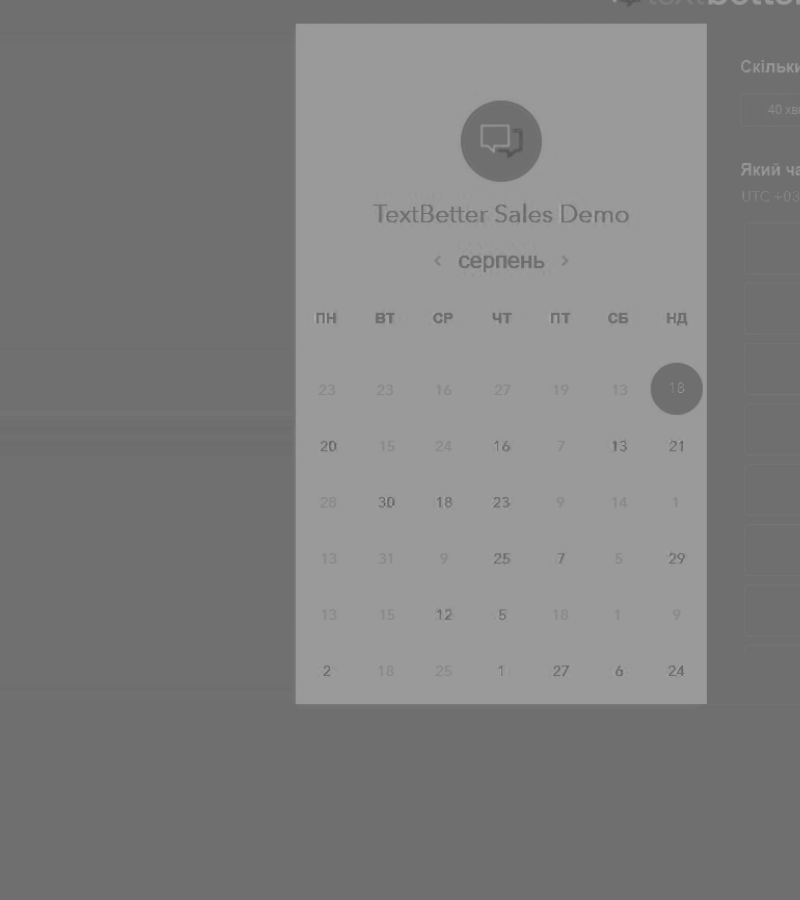 TextBetter Sales Demo
< серпень >
ПН ВТ СР ЧТ ПТ СБ НД
23 23 16 27 19 13 18
20 15 24 16 7 13 21
28 30 18 23 9 14 1
13 31 9 25 7 5 29
13 15 12 5 18 1 9
2 18 25 1 27 6 24
Скільки
40 хв
Який ча
UTC +03